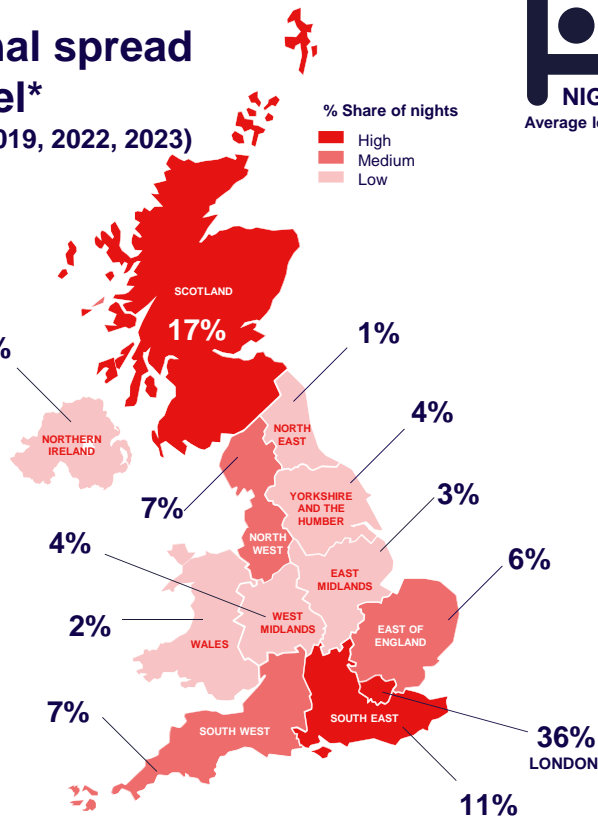 nal spread
el*
019, 2022, 2023)
NIG
Average le
% Share of nights
High
Medium
Low
SCOTLAND
17%
%
1%
NORTHERN
IRELAND
NORTH
EAST
4%
YORKSHIRE
AND THE
HUMBER
3%
7%
NORTH
WEST
4%
EAST
MIDLANDS
6%
2%
WALES
WEST
MIDLANDS
EAST OF
ENGLAND
7%
SOUTH WEST
SOUTH EAST
36%
LONDON
11%